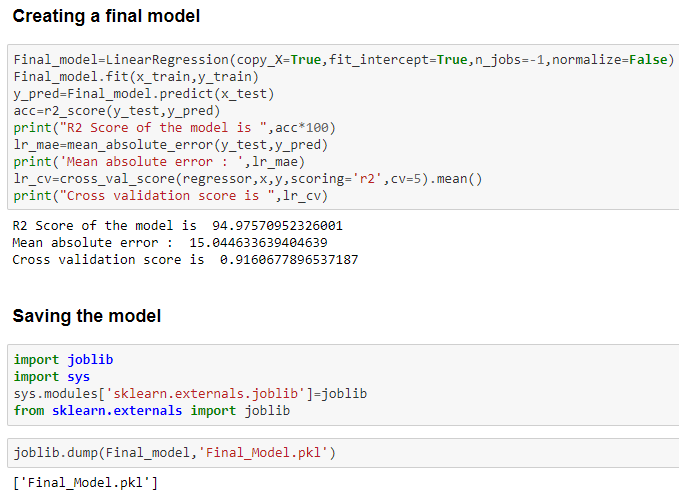 Creating a final model
Final_model=LinearRegression(copy_X=True,fit_intercept=True,n_jobs=-1,normalize=False)
Final_model.fit(x_train,y_train)
y_pred=Final_model.predict(x_test)
acc=r2_score(y_test,y_pred)
print("R2 Score of the model is ",acc*100)
lr_mae=mean_absolute_error(y_test,y_pred)
print('Mean absolute error : ',lr_mae)
lr_cv=cross_val_score(regressor,x,y,scoring='r2',cv=5).mean()
print("Cross validation score is ",lr_cv)
R2 Score of the model is  94.97570952326001
Mean absolute error :  15.044633639404639
Cross validation score is  0.9160677896537187
Saving the model
import joblib
import sys
sys.modules['sklearn.externals.joblib']=joblib
from sklearn.externals import joblib
joblib.dump(Final_model,'Final_Model.pkl')
['Final_Model.pkl']